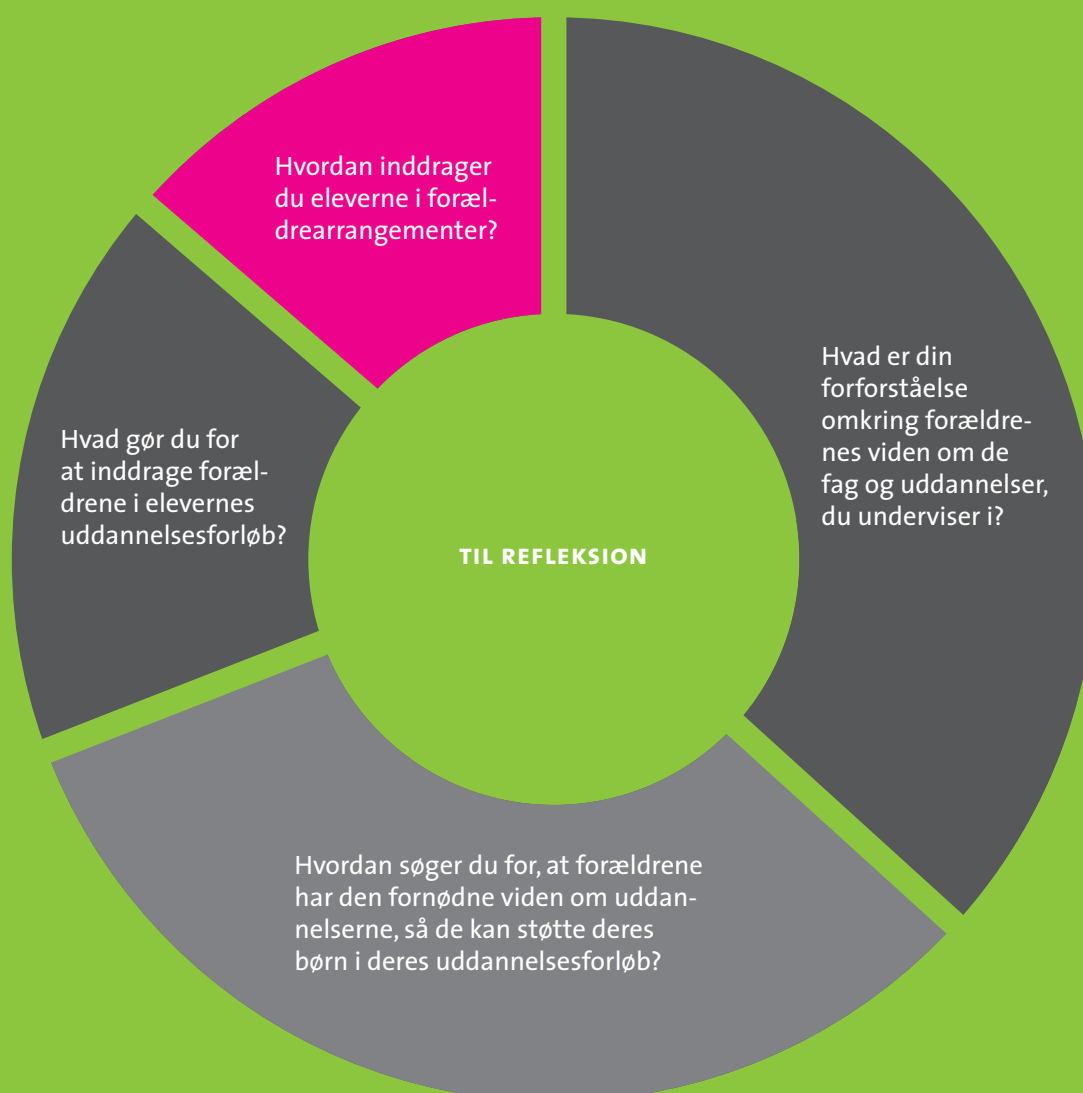 Hvordan inddrager
du eleverne i foræl-
drearrangementer?
Hvad er din
forforståelse
omkring forældre-
nes viden om de
fag og uddannelser,
du underviser i?
Hvad gør du for
at inddrage foræl-
drene i elevernes
uddannelsesforløb?
TIL REFLEKSION
Hvordan søger du for, at forældrene
har den fornødne viden om uddan-
nelserne, så de kan støtte deres
børn i deres uddannelsesforløb?